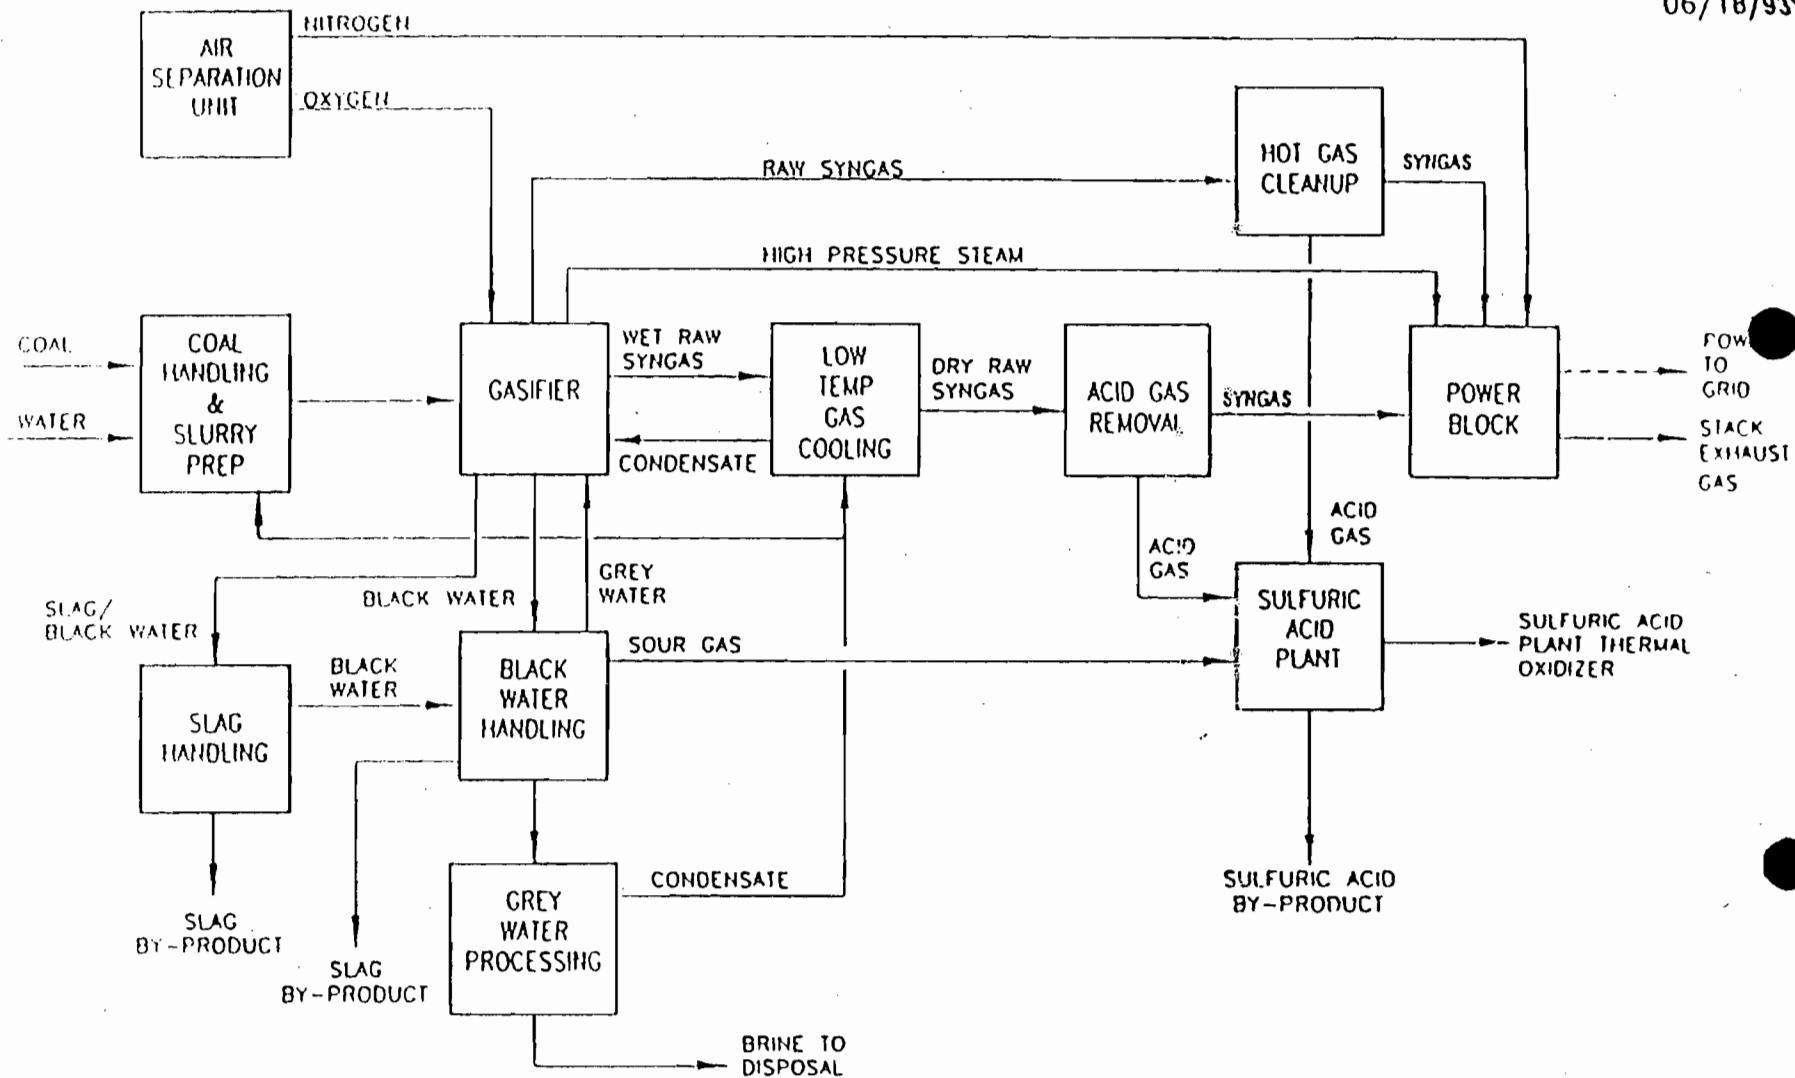 06/18/93
NITROGEN
AIR
SEPARATION
UNIT
OXYGEN
HOT GAS
CLEANUP
SYNGAS
RAW SYNGAS
HIGH PRESSURE STEAM
COAL
WATER
COAL
HANDLING
&
SLURRY
PREP
GASIFIER
WET RAW
SYNGAS
CONDENSATE
LOW
TEMP
GAS
COOLING
DRY RAW
SYNGAS
ACID GAS
REMOVAL
SYNGAS
POWER
BLOCK
TO
GRID
STACK
EXHAUST
GAS
ACID
GAS
ACID
GAS
SLAG/
BLACK WATER
BLACK WATER
GREY
WATER
SLAG
HANDLING
BLACK
WATER
BLACK
WATER
HANDLING
SOUR GAS
SULFURIC
ACID
PLANT
SULFURIC ACID
PLANT THERMAL
OXIDIZER
SLAG
BY-PRODUCT
SLAG
BY-PRODUCT
GREY
WATER
PROCESSING
CONDENSATE
SULFURIC ACID
BY-PRODUCT
BRINE TO
DISPOSAL